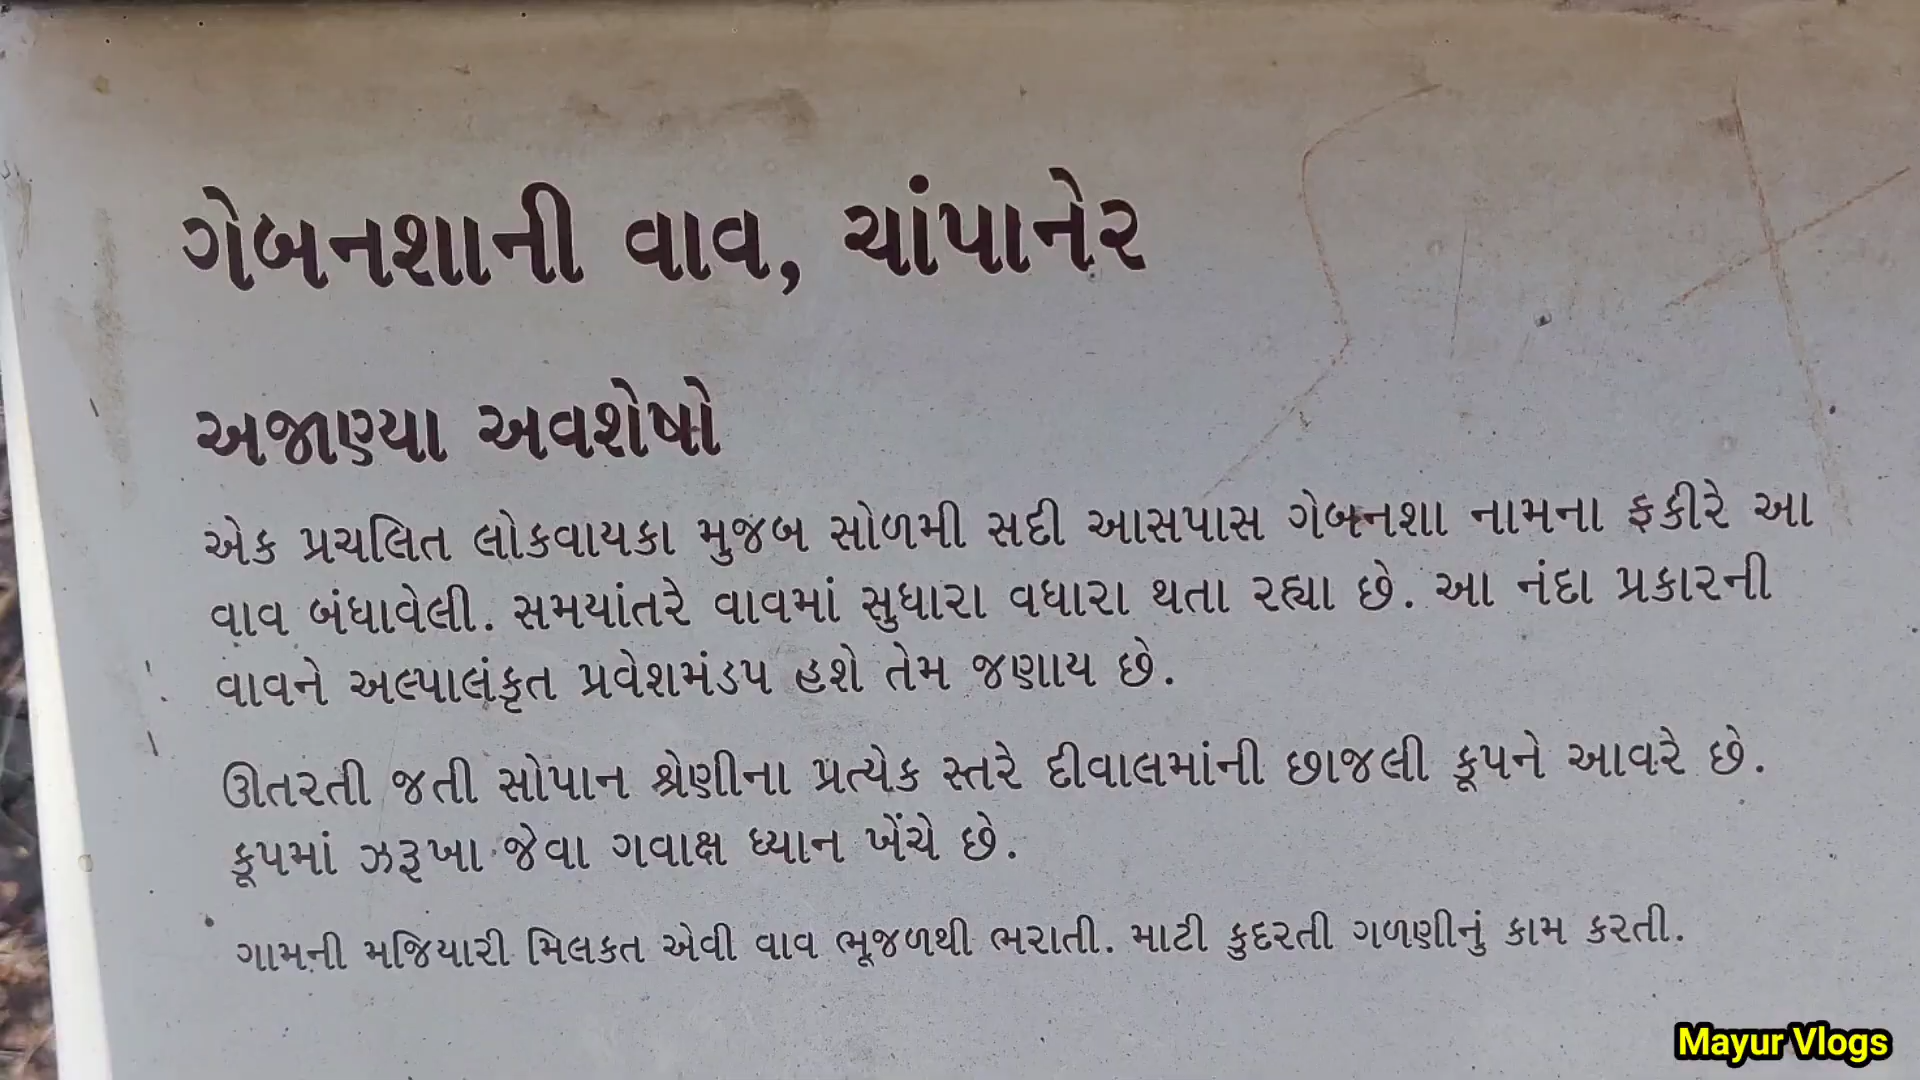 ગેબનશાની વાવ, ચાંપાનેર
અજાણ્યા અવશેષો
એક પ્રચલિત લોકવાયકા મુજબ સોળમી સદી આસપાસ ગેબનશા નામના ફકીરે આ
વાવ બંધાવેલી. સમયાંતરે વાવમાં સુધારા વધારા થતા રહ્યા છે. આ નંદા પ્રકારની
વાવને અલ્પાલંકૃત પ્રવેશમંડપ હશે તેમ જણાય છે.
ઊતરતી જતી સોપાન શ્રેણીના પ્રત્યેક સ્તરે દીવાલમાંની છાજલી કૂપને આવરે છે.
કૂપમાં ઝરૂખા જેવા ગવાક્ષ ધ્યાન ખેંચે છે.
ગામની મજિયારી મિલકત એવી વાવ ભૂજળથી ભરાતી. માટી કુદરતી ગળણીનું કામ કરતી.
Mayur Vlogs